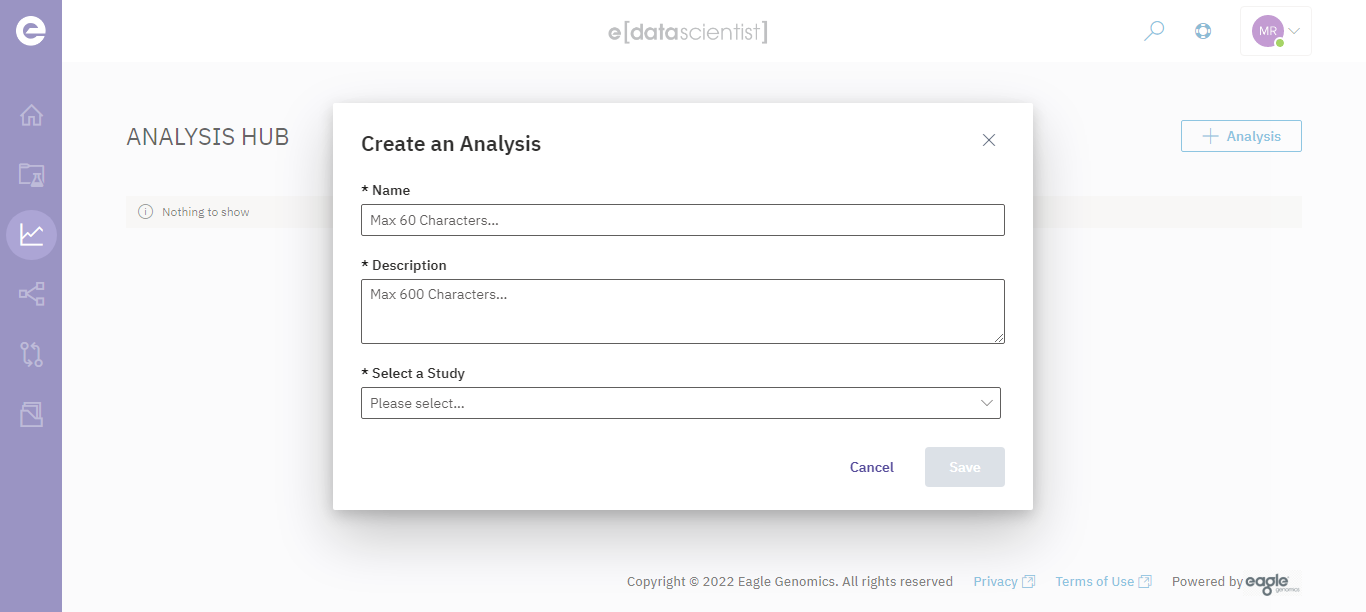 e[datascientist]
MR
ANALYSIS HUB
Analysis
Nothing to show
Create an Analysis
* Name
Max 60 Characters...
* Description
Max 600 Characters...
* Select a Study
Please select...
Cancel
Save
Copyright © 2022 Eagle Genomics. All rights reserved Privacy Terms of Use Powered by eagle genomics